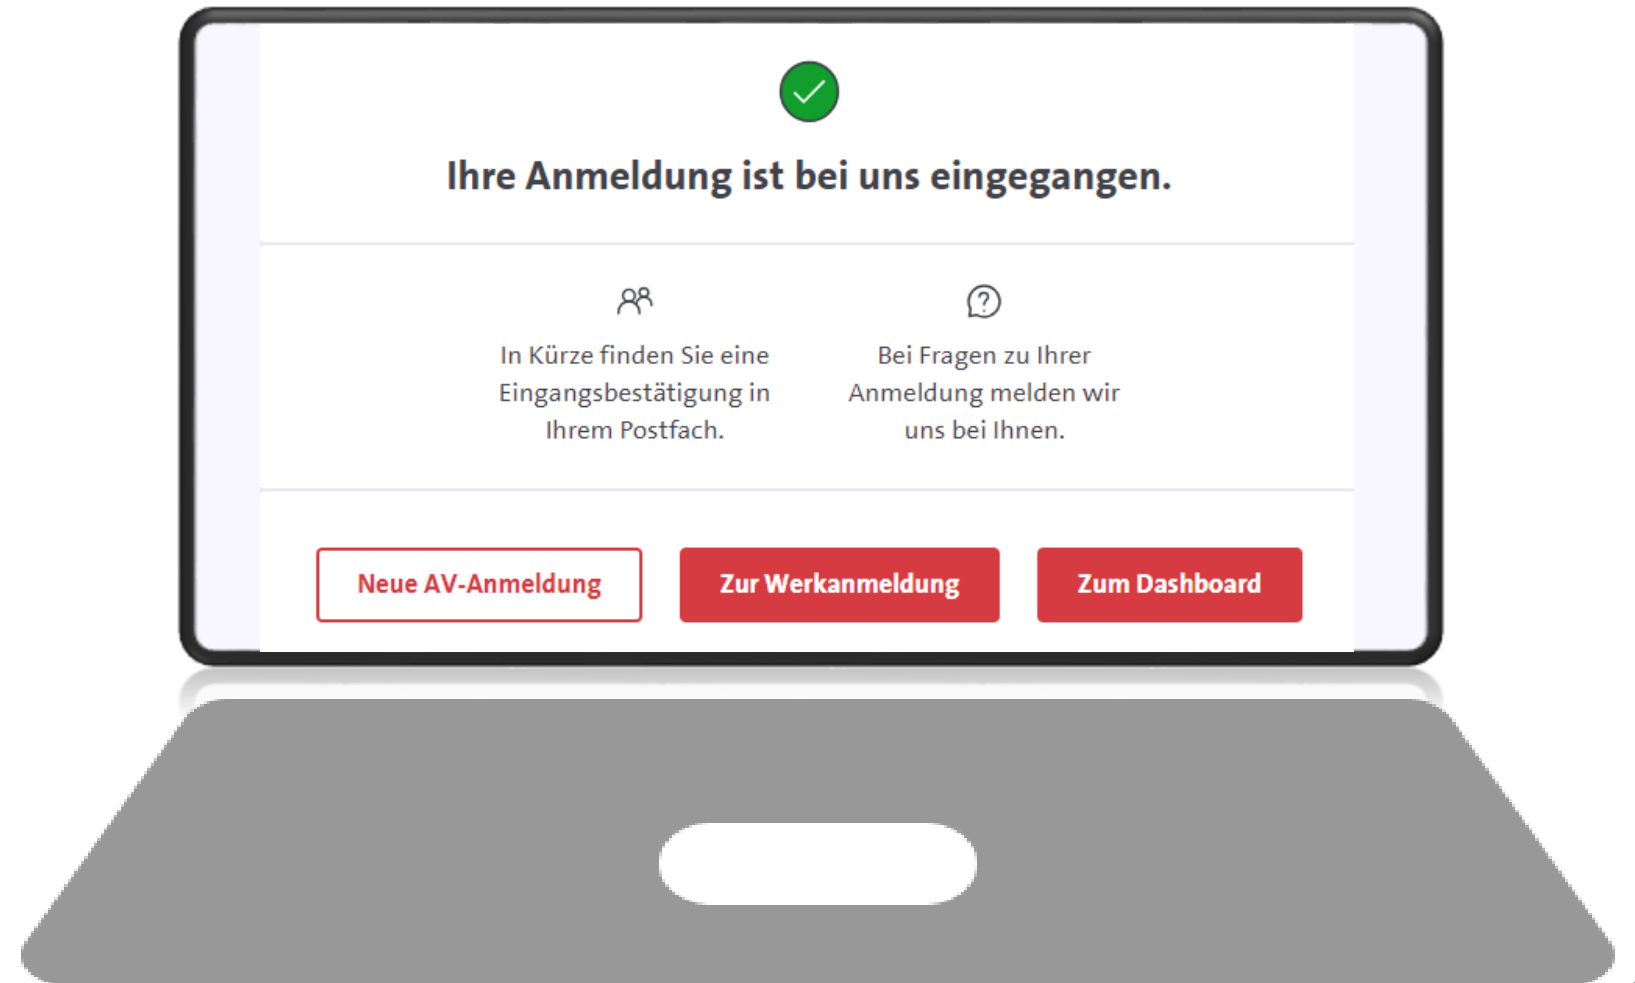 Ihre Anmeldung ist bei uns eingegangen.
In Kürze finden Sie eine
Eingangsbestätigung in
Ihrem Postfach.
Bei Fragen zu Ihrer
Anmeldung melden wir
uns bei Ihnen.
Neue AV-Anmeldung
Zur Werkanmeldung
Zum Dashboard